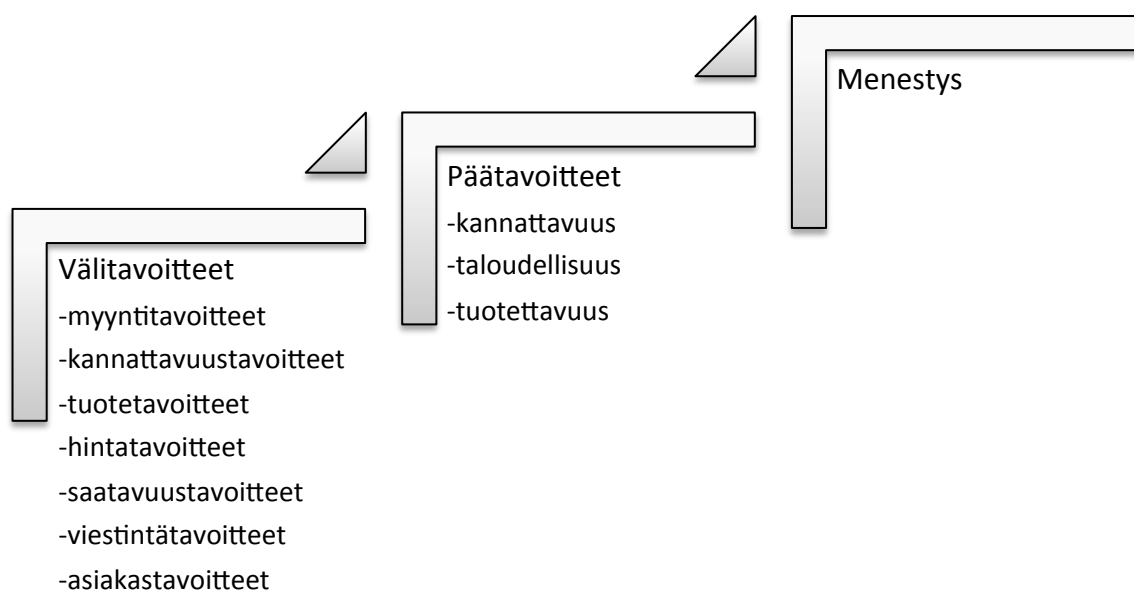 Menestys
Päätavoitteet
-kannattavuus
-taloudellisuus
-tuotettavuus
Välitavoitteet
-myyntitavoitteet
-kannattavuustavoitteet
-tuotetavoitteet
-hintatavoitteet
-saatavuustavoitteet
-viestintätavoitteet
-asiakastavoitteet